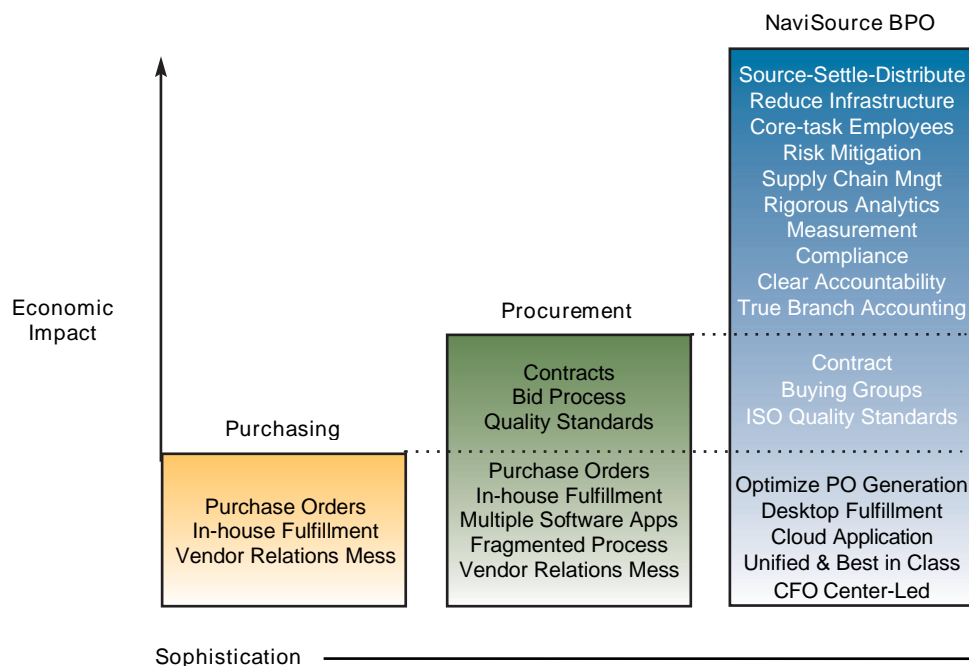 NaviSource BPO
Source-Settle-Distribute
Reduce Infrastructure
Core-task Employees
Risk Mitigation
Supply Chain Mngt
Rigorous Analytics
Measurement
Compliance
Clear Accountability
True Branch Accounting
Contract
Buying Groups
ISO Quality Standards
Optimize PO Generation
Desktop Fulfillment
Cloud Application
Unified & Best in Class
CFO Center-Led
Procurement
Contracts
Bid Process
Quality Standards
Purchase Orders
In-house Fulfillment
Multiple Software Apps
Fragmented Process
Vendor Relations Mess
Economic
Impact
Purchasing
Purchase Orders
In-house Fulfillment
Vendor Relations Mess
Sophistication